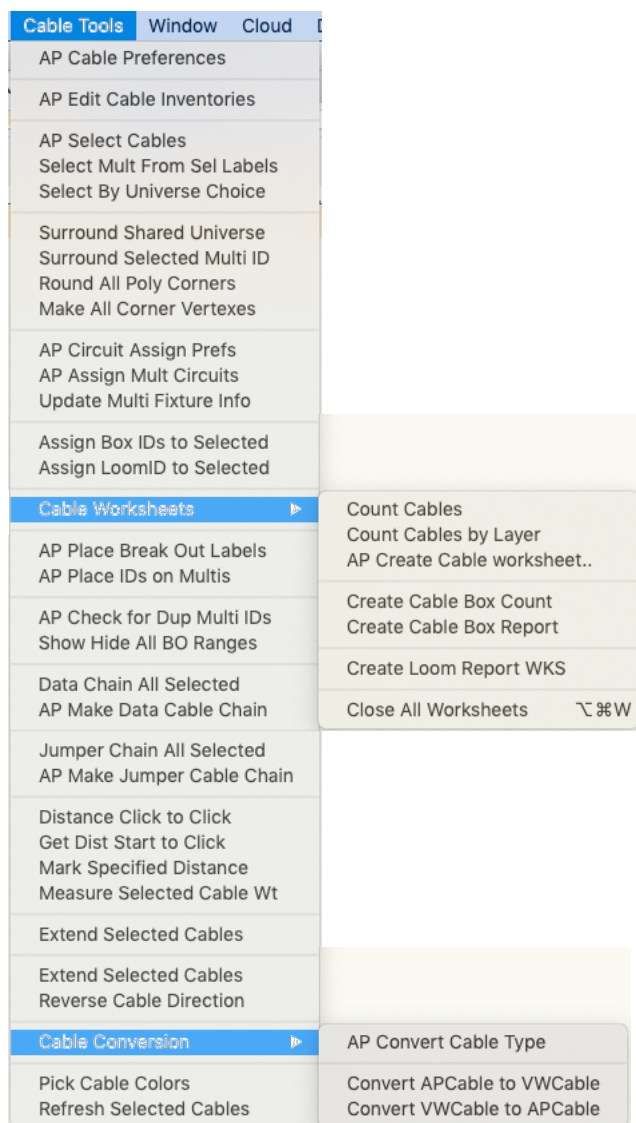 Cable Tools Window Cloud
AP Cable Preferences
AP Edit Cable Inventories
AP Select Cables
Select Mult From Sel Labels
Select By Universe Choice
Surround Shared Universe
Surround Selected Multi ID
Round All Poly Corners
Make All Corner Vertexes
AP Circuit Assign Prefs
AP Assign Mult Circuits
Update Multi Fixture Info
Assign Box IDs to Selected
Assign LoomID to Selected
Cable Worksheets
AP Place Break Out Labels
AP Place IDs on Multis
AP Check for Dup Multi IDs
Show Hide All BO Ranges
Data Chain All Selected
AP Make Data Cable Chain
Jumper Chain All Selected
AP Make Jumper Cable Chain
Distance Click to Click
Get Dist Start to Click
Mark Specified Distance
Measure Selected Cable Wt
Extend Selected Cables
Extend Selected Cables
Reverse Cable Direction
Cable Conversion
Pick Cable Colors
Refresh Selected Cables
Count Cables
Count Cables by Layer
AP Create Cable worksheet..
Create Cable Box Count
Create Cable Box Report
Create Loom Report WKS
Close All Worksheets ⌥⌘W
AP Convert Cable Type
Convert APCable to VWCable
Convert VWCable to APCable